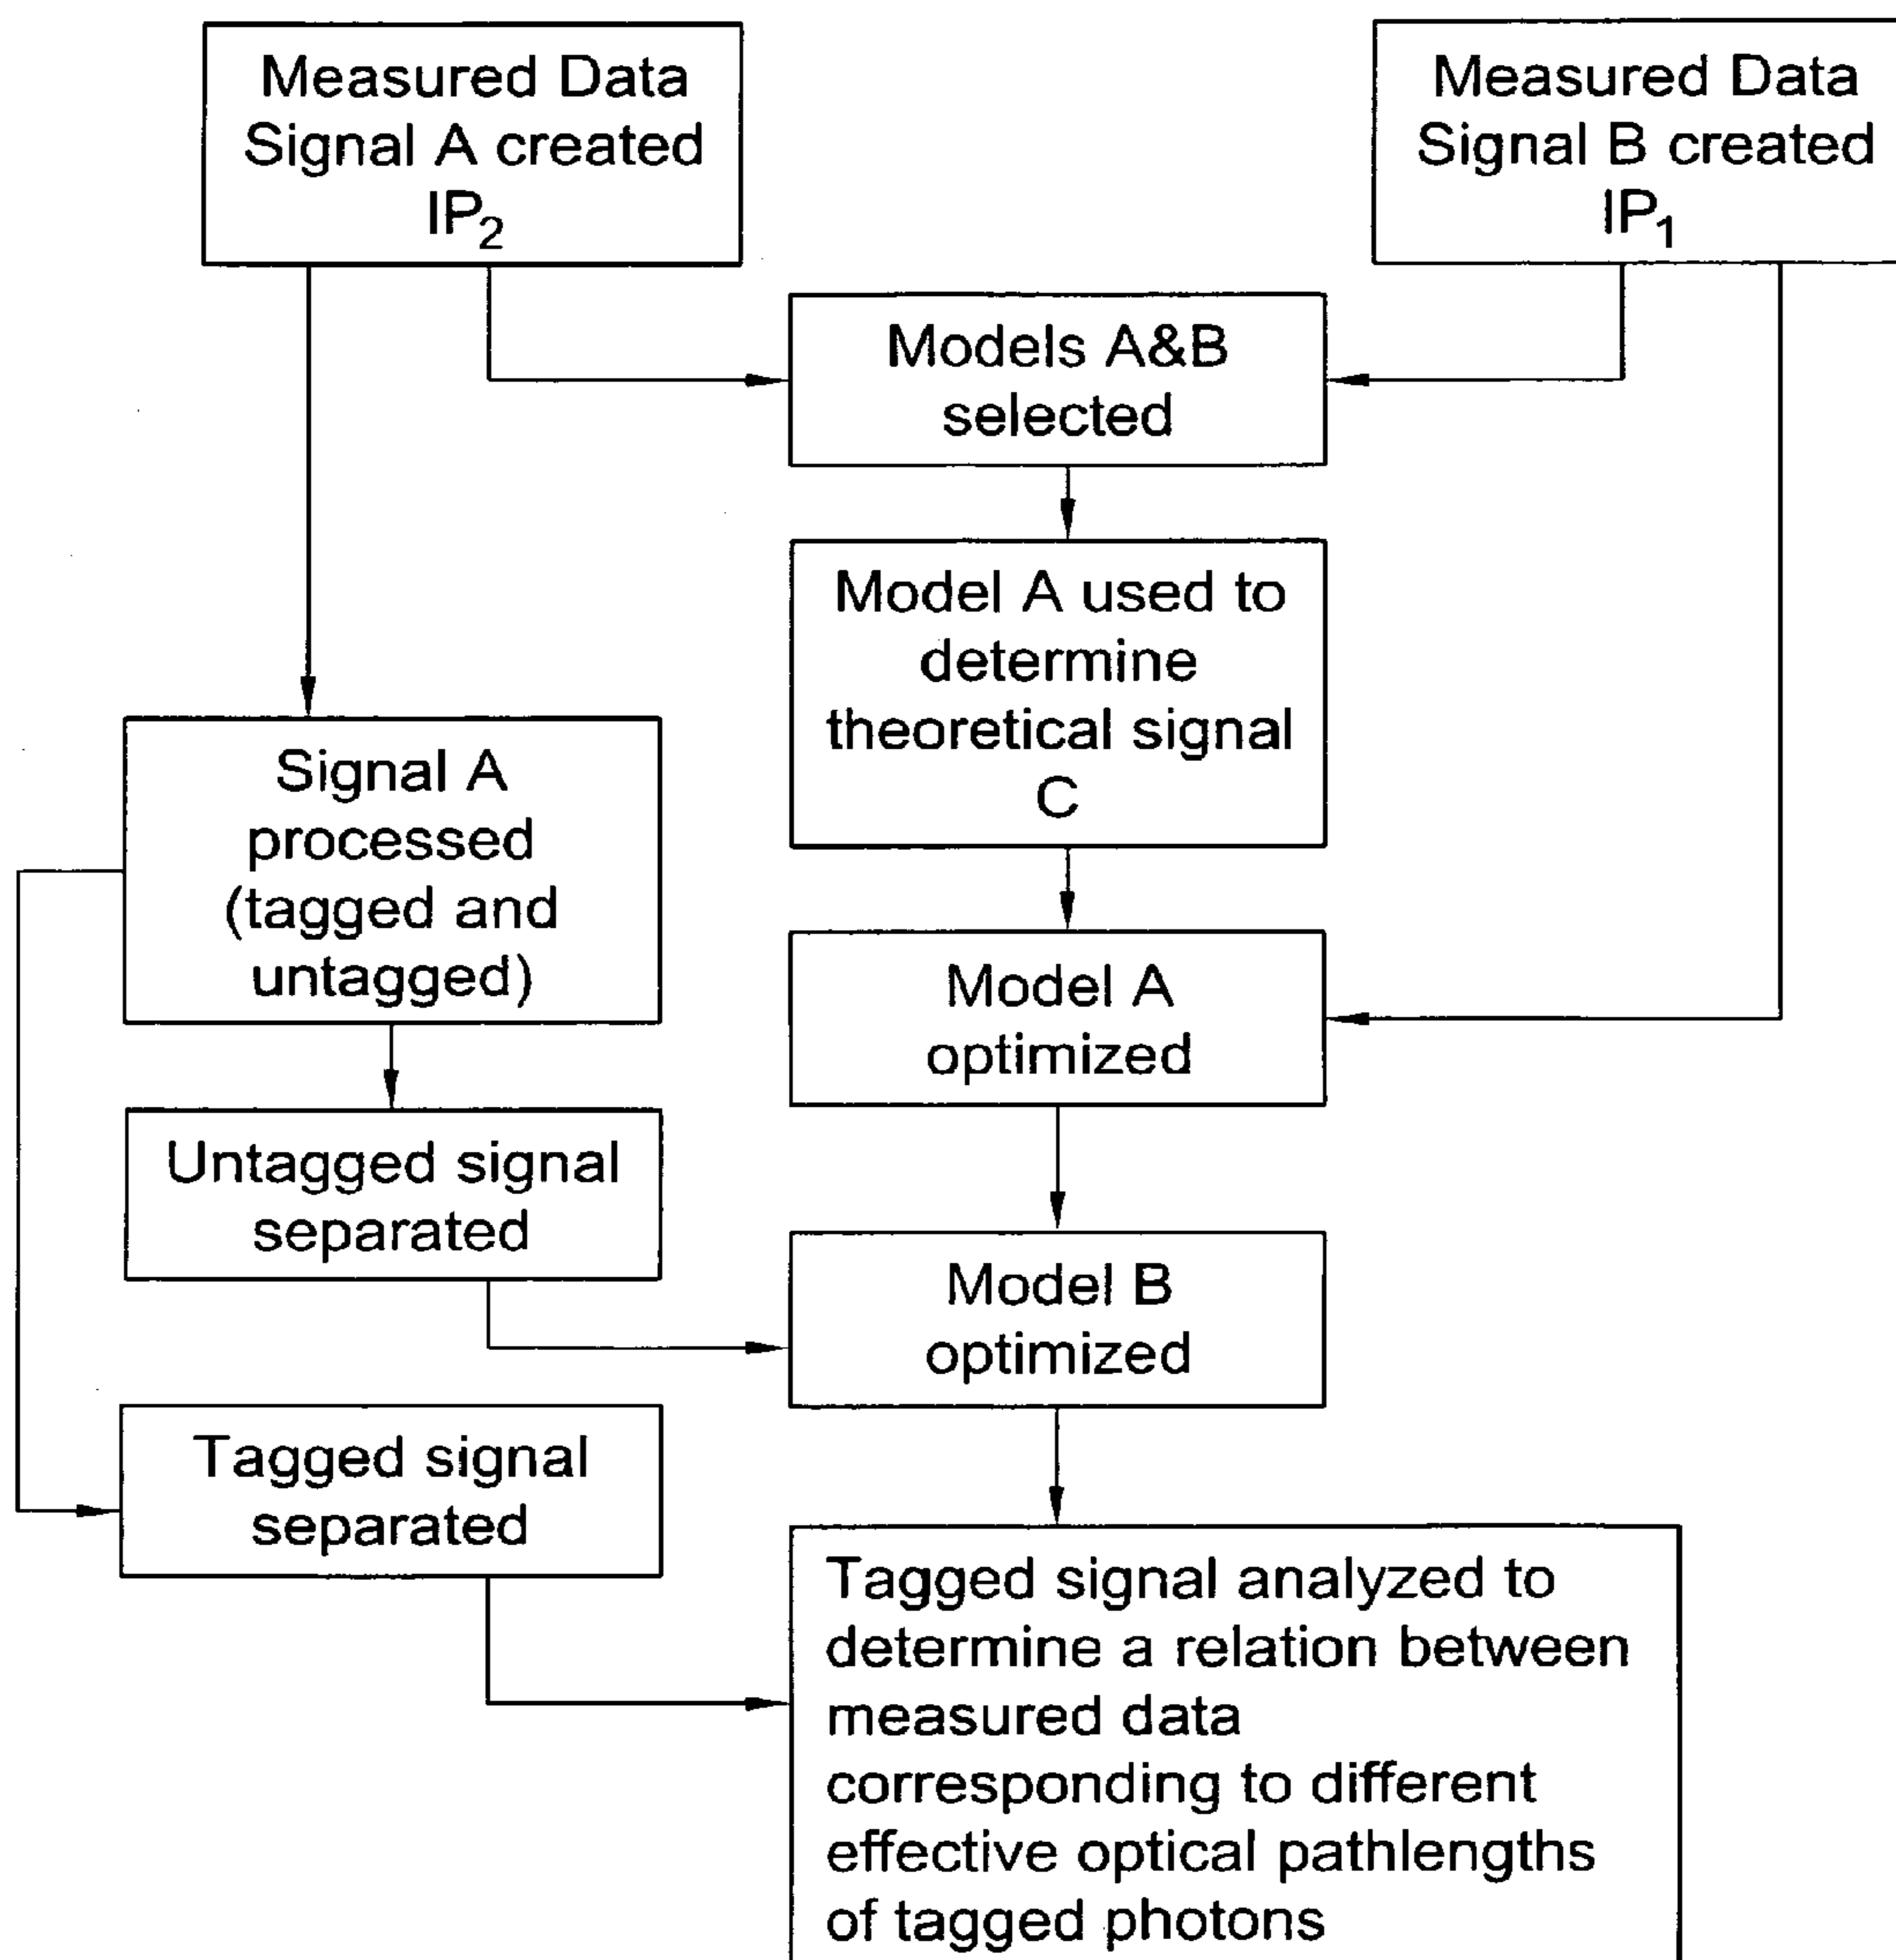 Measured Data
Signal A created
IP₂
Measured Data
Signal B created
IP₁
Models A&B
selected
Model A used to
determine
theoretical signal
C
Signal A
processed
(tagged and
untagged)
Model A
optimized
Untagged signal
separated
Model B
optimized
Tagged signal
separated
Tagged signal analyzed to
determine a relation between
measured data
corresponding to different
effective optical pathlengths
of tagged photons